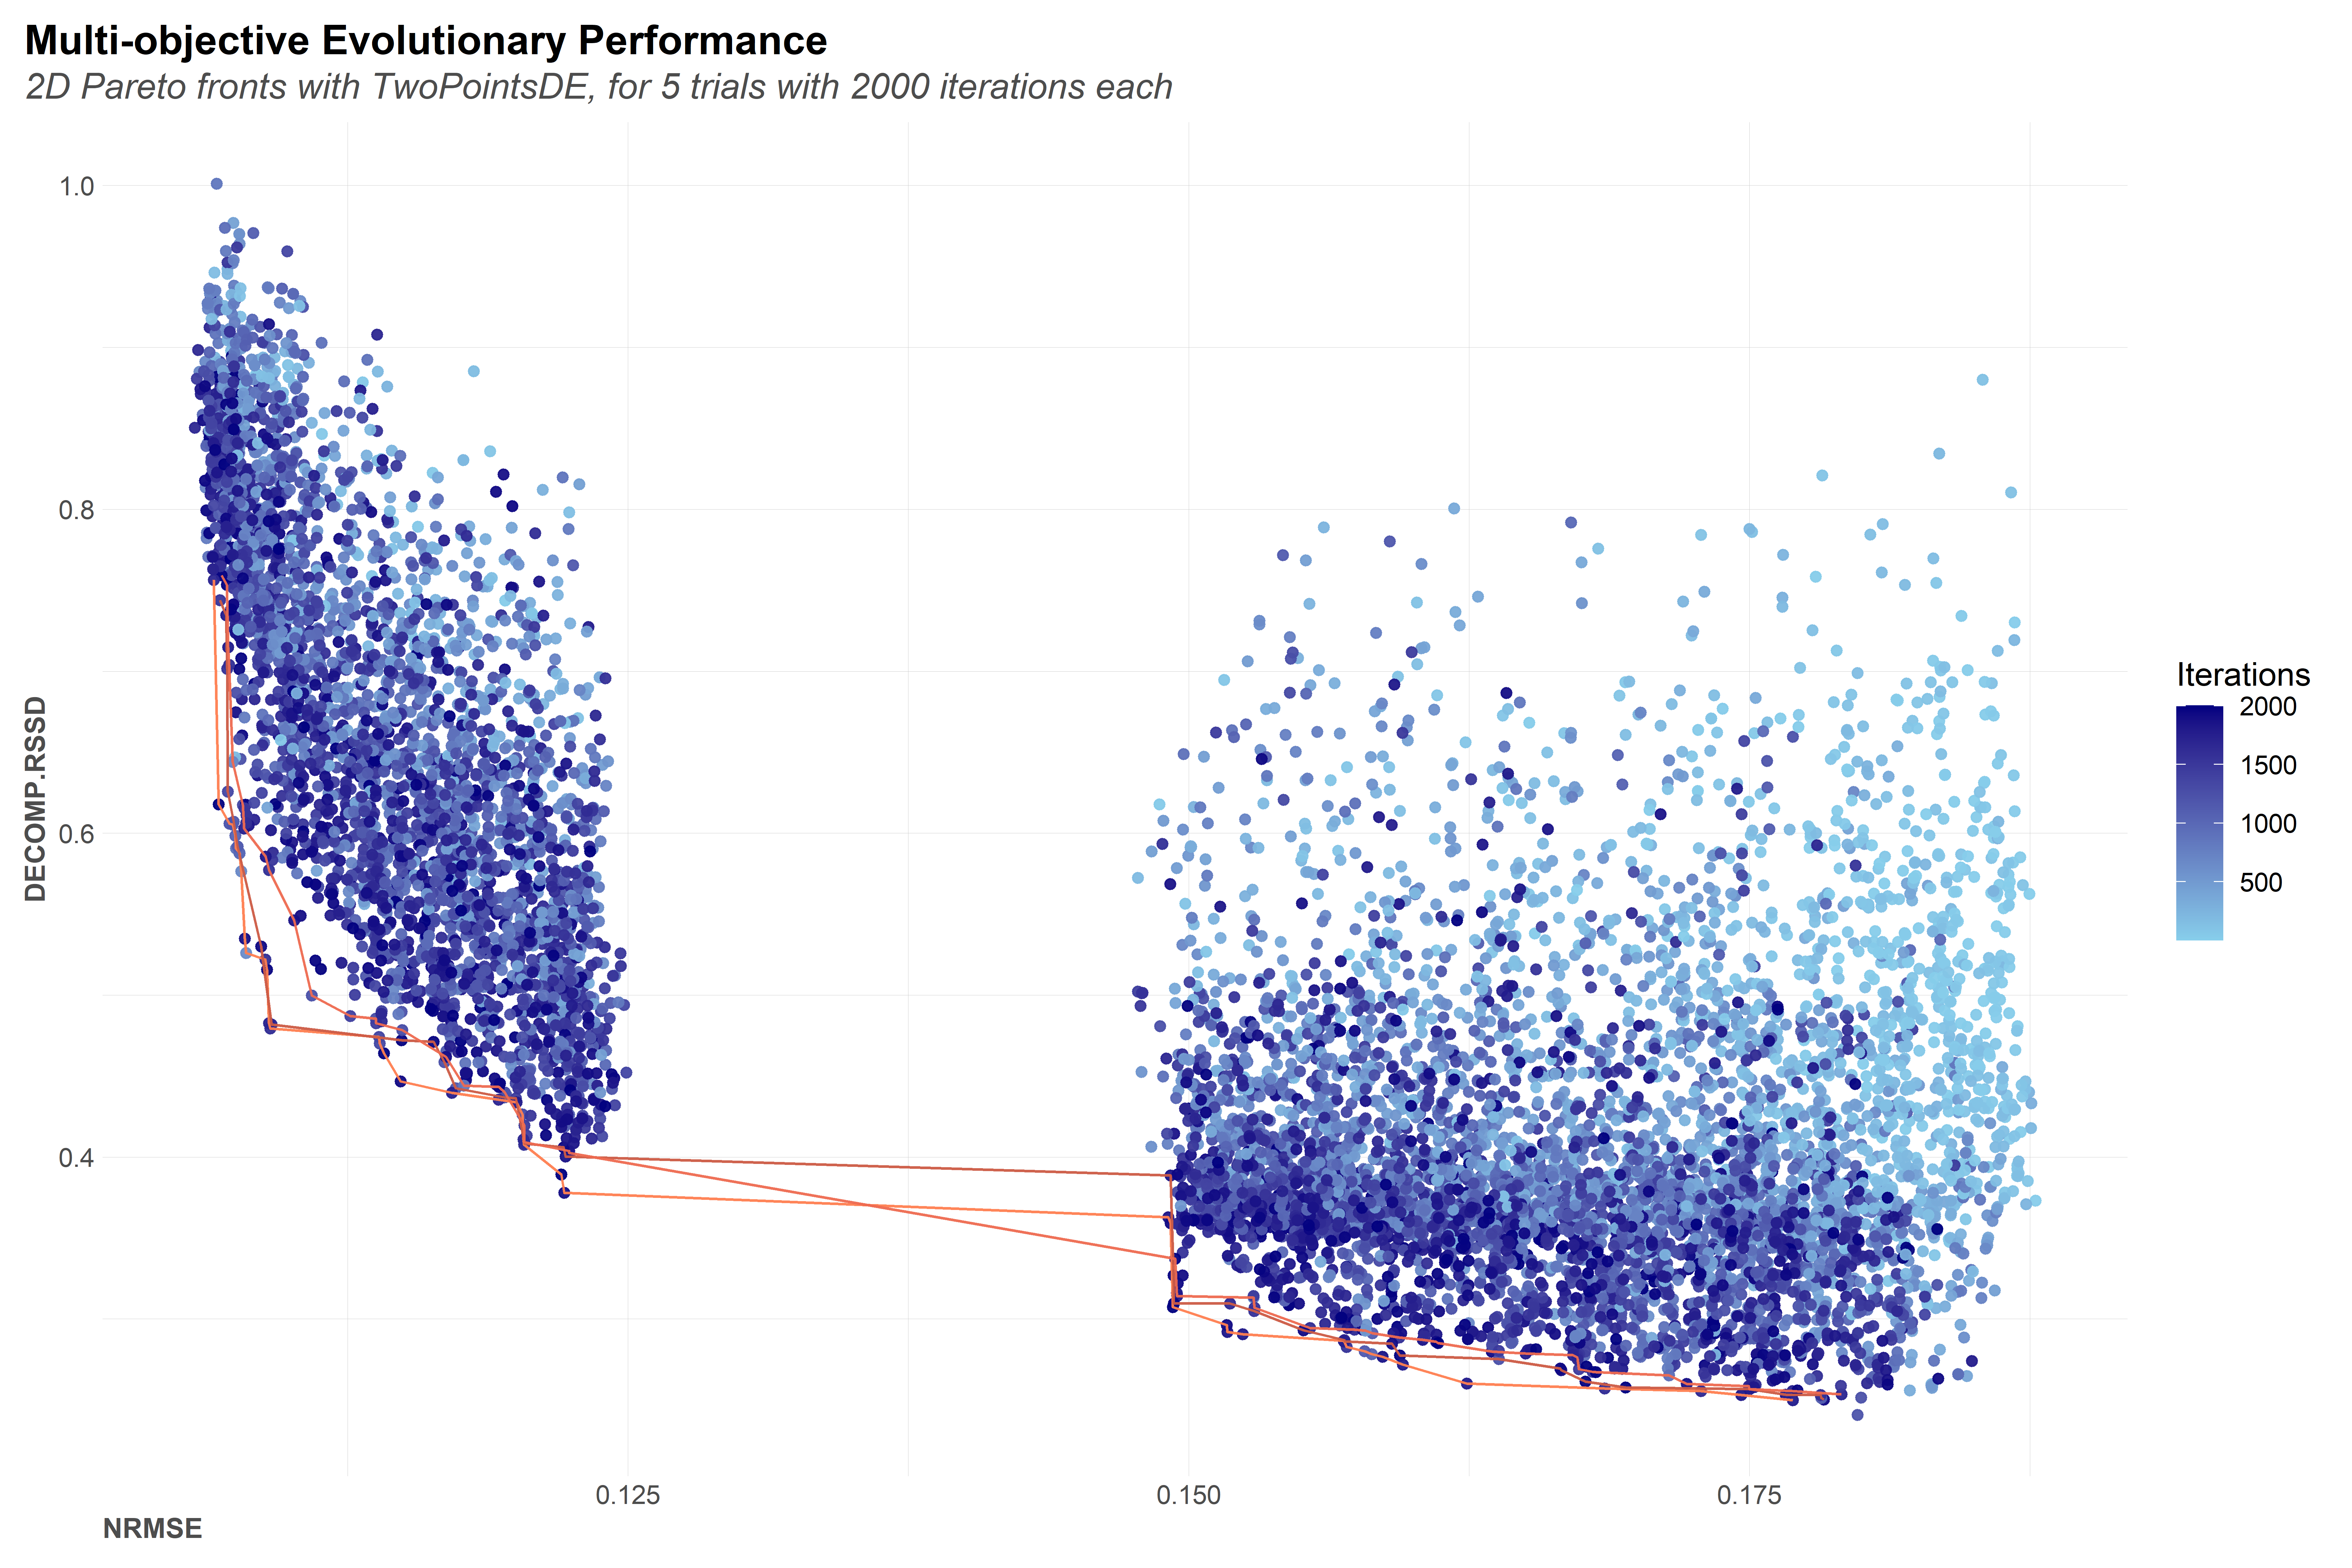 Multi-objective Evolutionary Performance
2D Pareto fronts with TwoPointsDE, for 5 trials with 2000 iterations each
1.0
0.8
0.6
0.4
DECOMP.RSSD
0.125
0.150
0.175
NRMSE
Iterations
2000
1500
1000
500